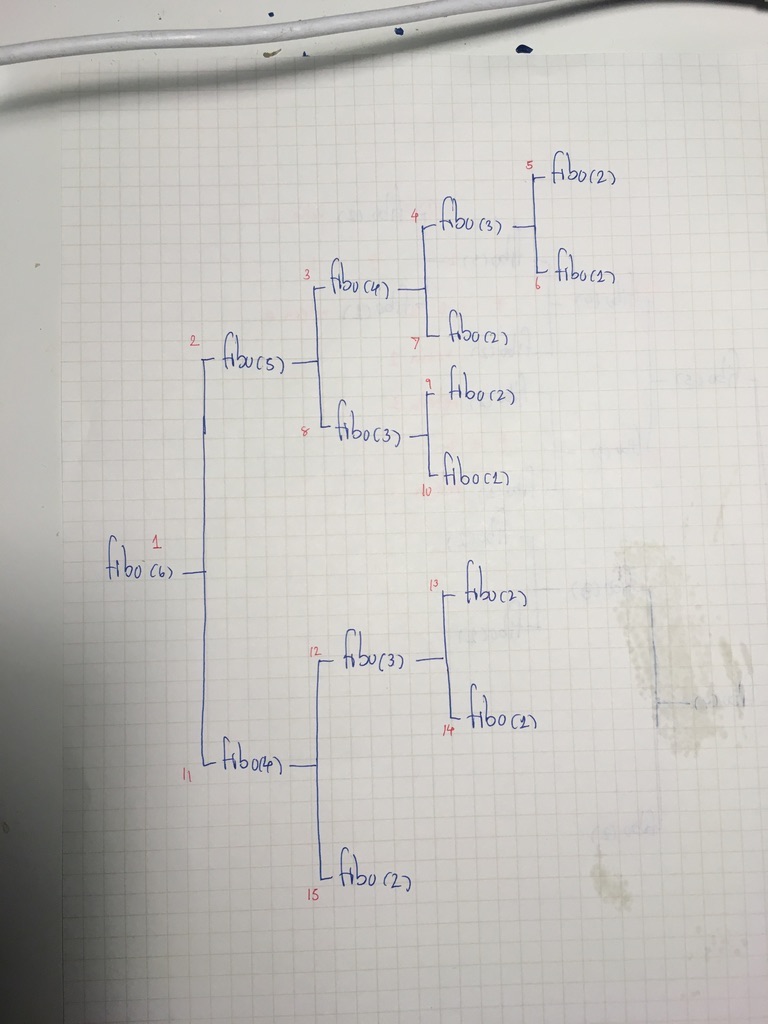 5 fibo(2)
4 fibo(3)
3 fibo(4)
6 fibo(1)
2 fibo(5)
7 fibo(2)
9 fibo(2)
8 fibo(3)
10 fibo(1)
1
fibo(6)
13 fibo(2)
12 fibo(3)
14 fibo(1)
11 fibo(4)
15 fibo(2)